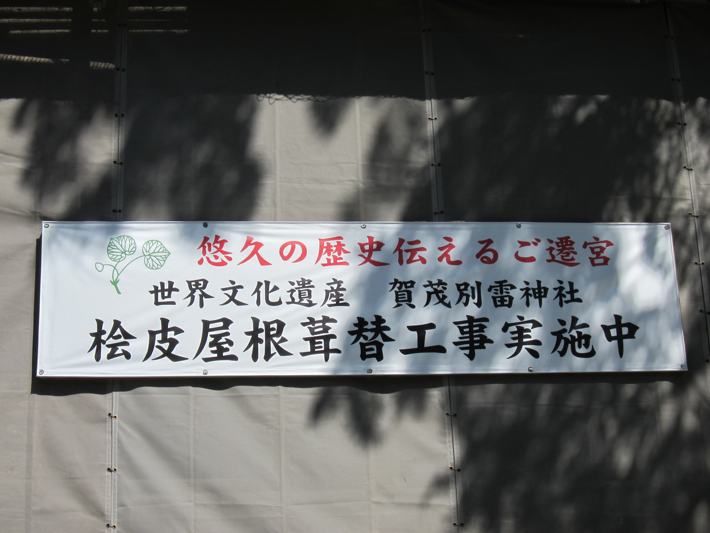 悠久の歴史伝えるご遷宮
世界文化遺産　賀茂別雷神社
桧皮屋根葺替工事実施中